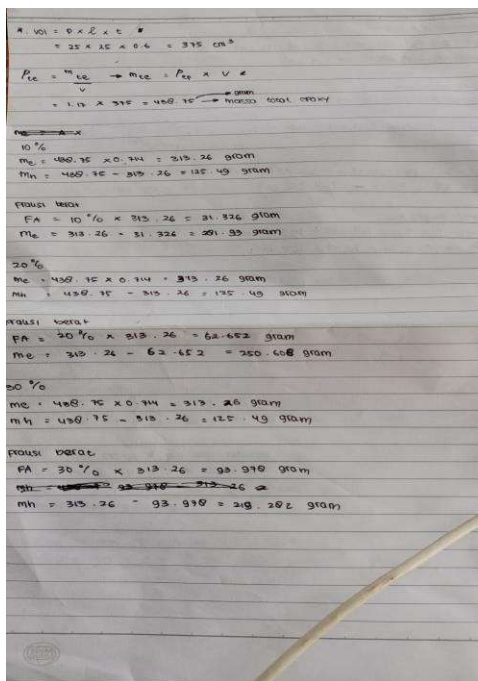 * . Vol = P x l x t
= 25 x 25 x 0.6 = 375 cm³
ρte = mte / V → mte = ρep x V
= 1.17 x 375 = 438.75 → massa total epoxy
gram
10 %
me = 438.75 x 0.714 = 313.26 gram
mh = 438.75 - 313.26 = 125.49 gram
Fraksi berat
FA = 10 % x 313.26 = 31.326 gram
me = 313.26 - 31.326 = 281.93 gram
20 %
me = 438.75 x 0.714 = 313.26 gram
mh = 438.75 - 313.26 = 125.49 gram
Fraksi berat
FA = 20 % x 313.26 = 62.652 gram
me = 313.26 - 62.652 = 250.608 gram
30 %
me = 438.75 x 0.714 = 313.26 gram
mh = 438.75 - 313.26 = 125.49 gram
Fraksi berat
FA = 30 % x 313.26 = 93.978 gram
mh = 313.26 - 93.978 = 219.282 gram